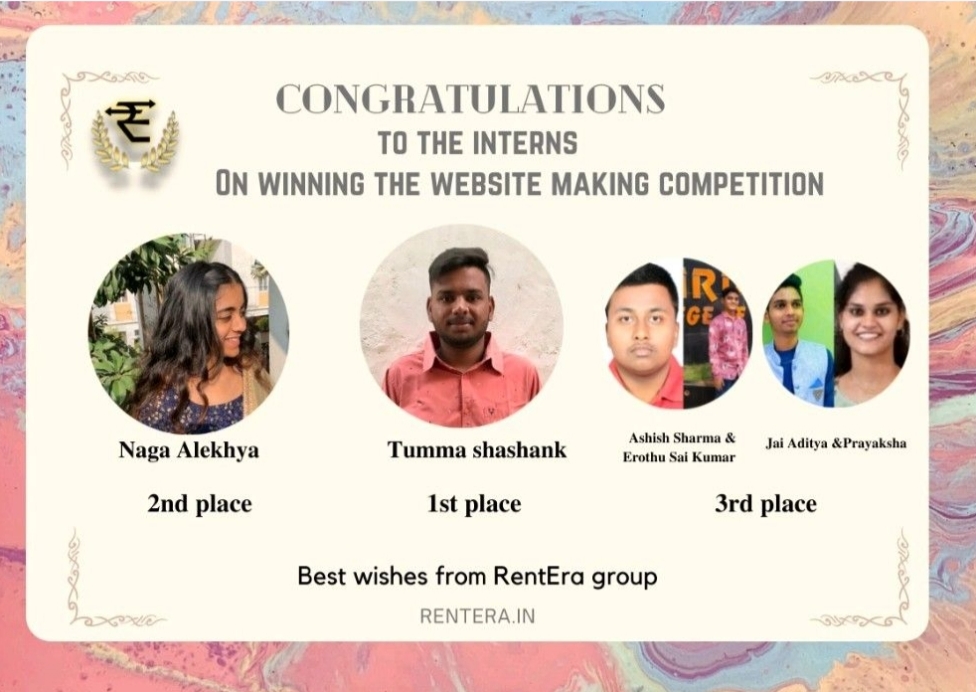 CONGRATULATIONS
TO THE INTERNS
ON WINNING THE WEBSITE MAKING COMPETITION
Naga Alekhya
2nd place
Tumma shashank
1st place
Ashish Sharma &
Erothu Sai Kumar
Jai Aditya &Prayaksha
3rd place
Best wishes from RentEra group
RENTERA.IN